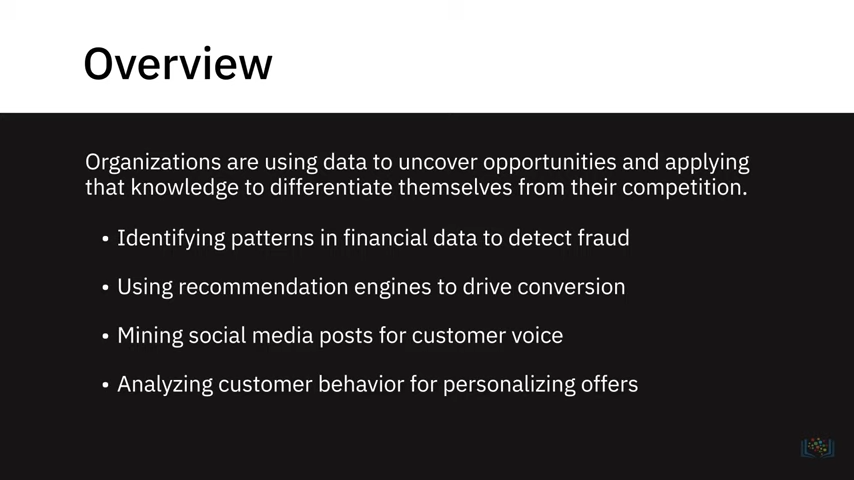 Overview
Organizations are using data to uncover opportunities and applying
that knowledge to differentiate themselves from their competition.
• Identifying patterns in financial data to detect fraud
• Using recommendation engines to drive conversion
• Mining social media posts for customer voice
• Analyzing customer behavior for personalizing offers